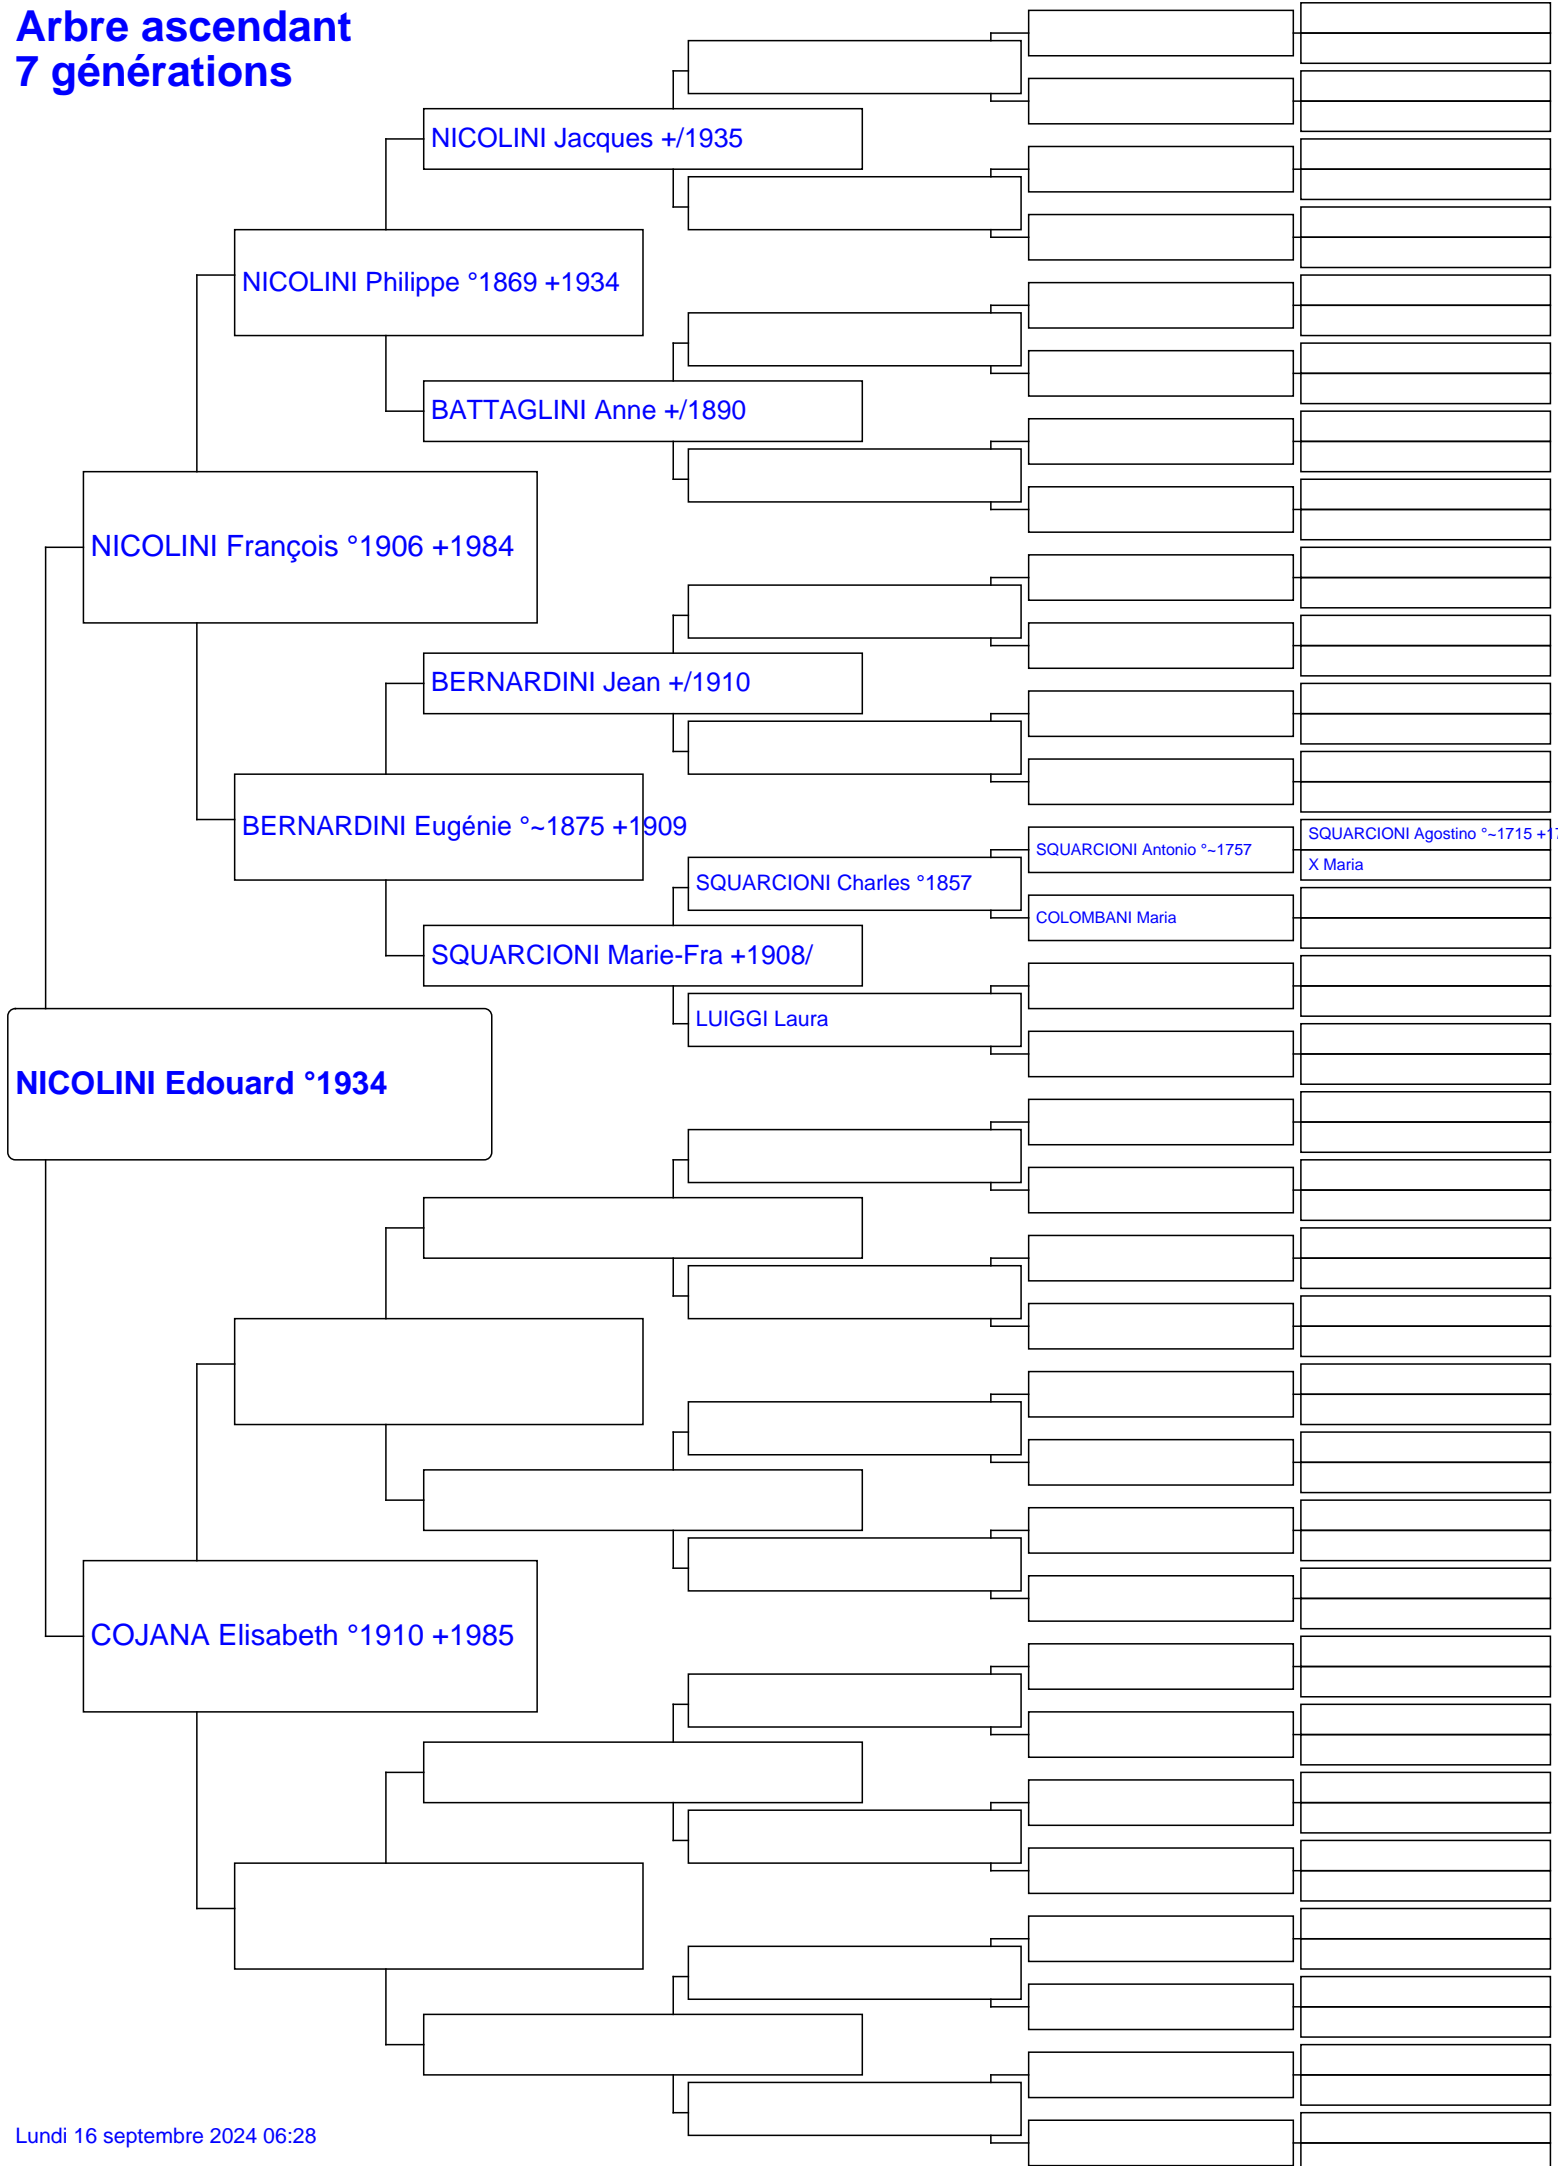 Arbre ascendant
7 générations
NICOLINI Jacques +/1935
NICOLINI Philippe °1869 +1934
BATTAGLINI Anne +/1890
NICOLINI François °1906 +1984
BERNARDINI Jean +/1910
BERNARDINI Eugénie °~1875 +1909
SQUARCIONI Agostino °~1715 +17
SQUARCIONI Antonio °~1757
X Maria
SQUARCIONI Charles °1857
COLOMBANI Maria
SQUARCIONI Marie-Fra +1908/
LUIGGI Laura
NICOLINI Edouard °1934
COJANA Elisabeth °1910 +1985
Lundi 16 septembre 2024 06:28